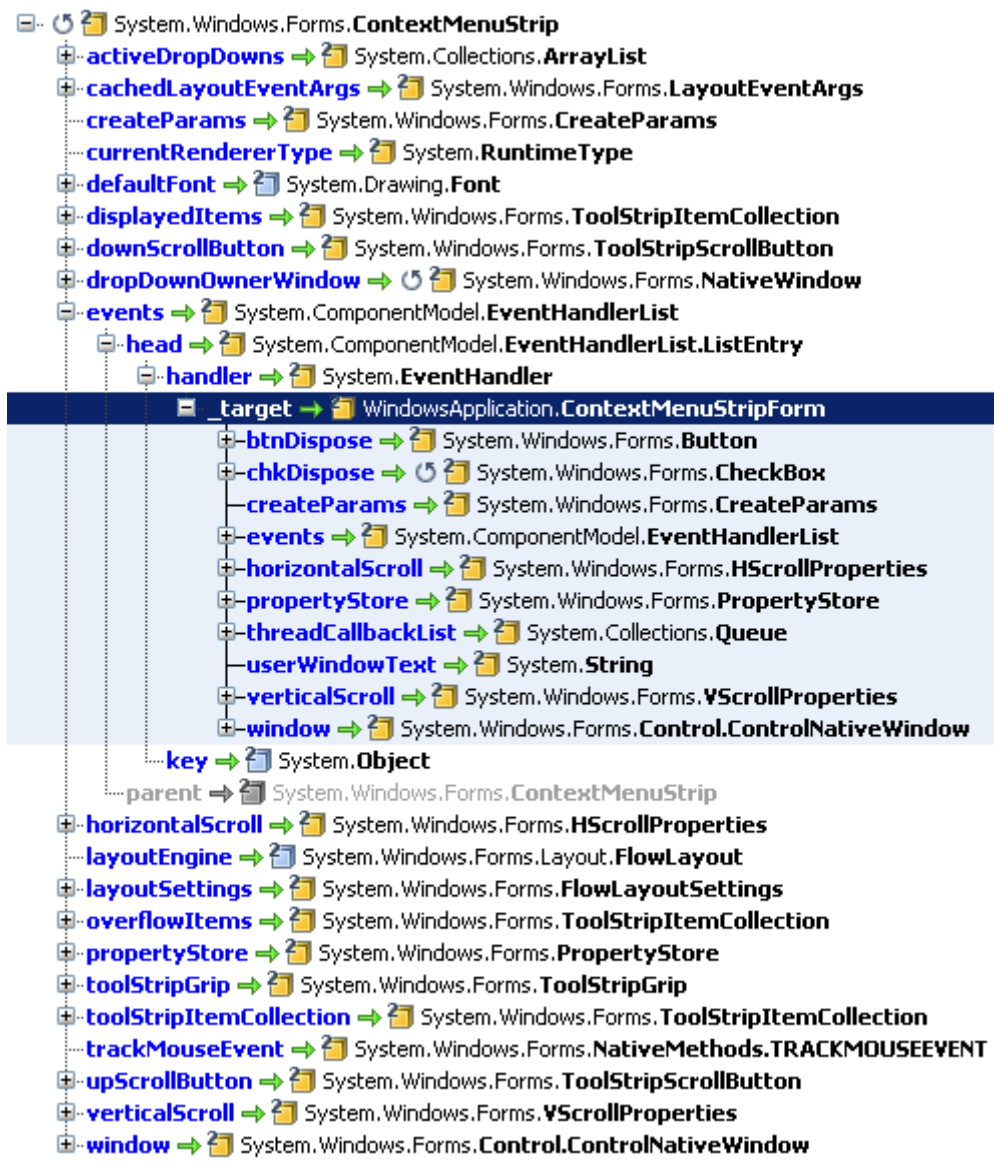 System.Windows.Forms.ContextMenuStrip
activeDropDowns System.Collections.ArrayList
cachedLayoutEventArgs System.Windows.Forms.LayoutEventArgs
createParams System.Windows.Forms.CreateParams
currentRendererType System.RuntimeType
defaultFont System.Drawing.Font
displayedItems System.Windows.Forms.ToolStripItemCollection
downScrollButton System.Windows.Forms.ToolStripScrollButton
dropDownOwnerWindow System.Windows.Forms.NativeWindow
events System.ComponentModel.EventHandlerList
head System.ComponentModel.EventHandlerList.ListEntry
handler System.EventHandler
_target WindowsApplication.ContextMenuStripForm
btnDispose System.Windows.Forms.Button
chkDispose System.Windows.Forms.CheckBox
createParams System.Windows.Forms.CreateParams
events System.ComponentModel.EventHandlerList
horizontalScroll System.Windows.Forms.HScrollProperties
propertyStore System.Windows.Forms.PropertyStore
threadCallbackList System.Collections.Queue
userWindowText System.String
verticalScroll System.Windows.Forms.VScrollProperties
window System.Windows.Forms.Control.ControlNativeWindow
key System.Object
parent System.Windows.Forms.ContextMenuStrip
horizontalScroll System.Windows.Forms.HScrollProperties
layoutEngine System.Windows.Forms.Layout.FlowLayout
layoutSettings System.Windows.Forms.FlowLayoutSettings
overflowItems System.Windows.Forms.ToolStripItemCollection
propertyStore System.Windows.Forms.PropertyStore
toolStripGrip System.Windows.Forms.ToolStripGrip
toolStripItemCollection System.Windows.Forms.ToolStripItemCollection
trackMouseEvent System.Windows.Forms.NativeMethods.TRACKMOUSEEVENT
upScrollButton System.Windows.Forms.ToolStripScrollButton
verticalScroll System.Windows.Forms.VScrollProperties
window System.Windows.Forms.Control.ControlNativeWindow